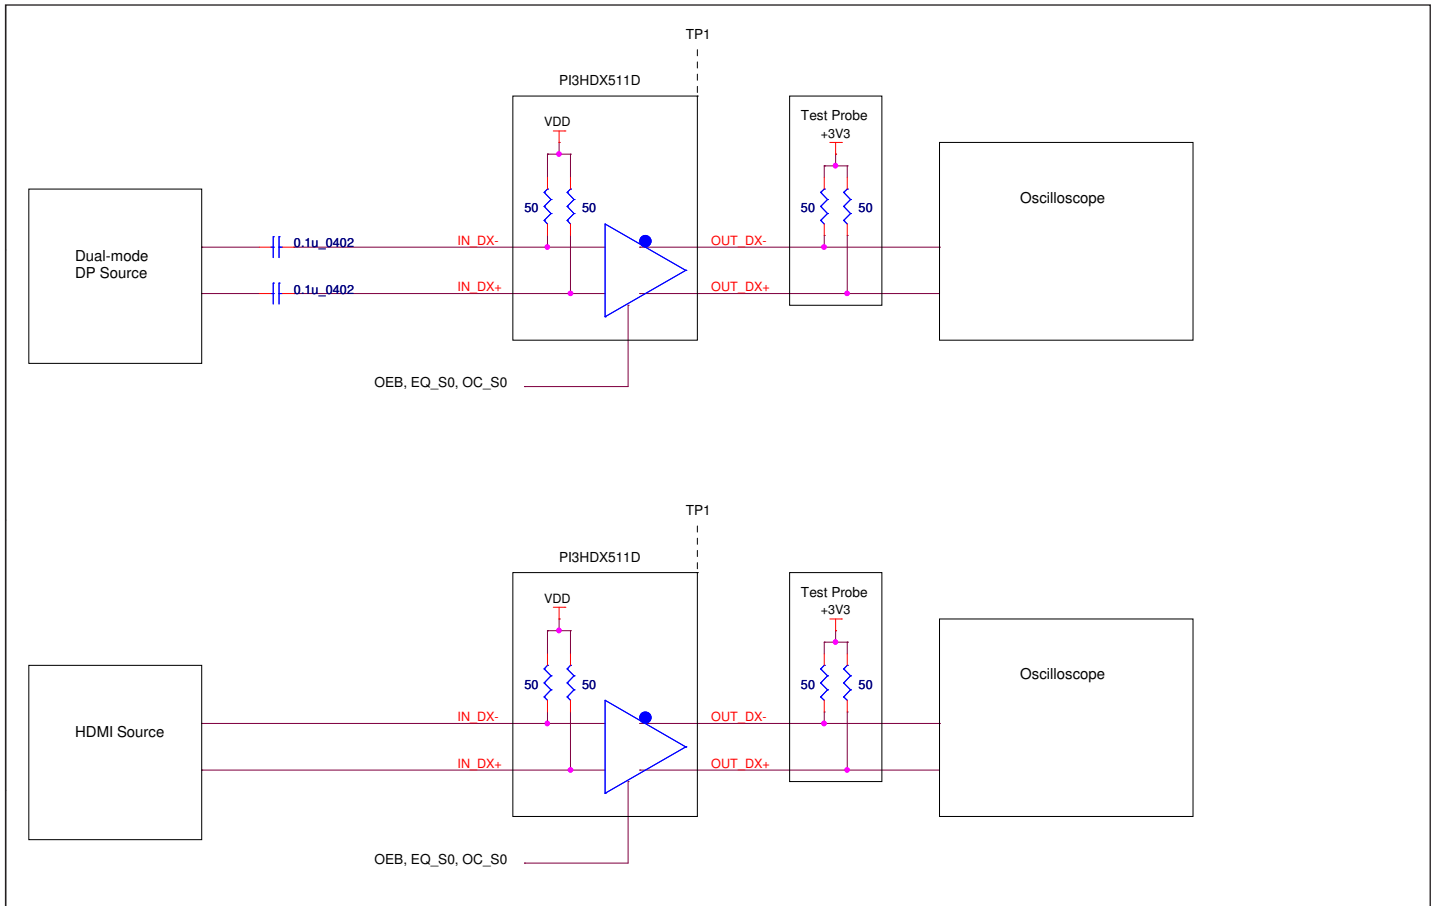 TP1
PI3HDX511D
VDD
50
50
Test Probe
+3V3
50
50
Oscilloscope
Dual-mode
DP Source
0.1u_0402
0.1u_0402
IN_DX-
IN_DX+
OUT_DX-
OUT_DX+
OEB, EQ_S0, OC_S0
TP1
PI3HDX511D
VDD
50
50
Test Probe
+3V3
50
50
Oscilloscope
HDMI Source
IN_DX-
IN_DX+
OUT_DX-
OUT_DX+
OEB, EQ_S0, OC_S0